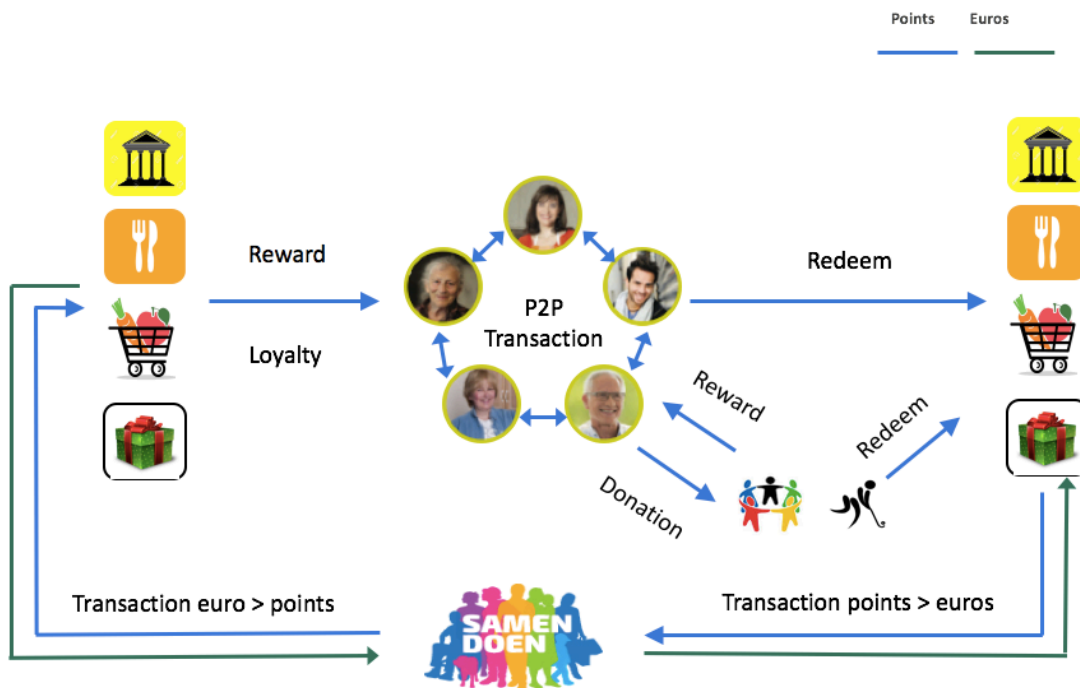 Points Euros
Reward
Loyalty
P2P
Transaction
Redeem
Reward
Redeem
Donation
Transaction euro > points
Transaction points > euros
SAMEN
DOEN